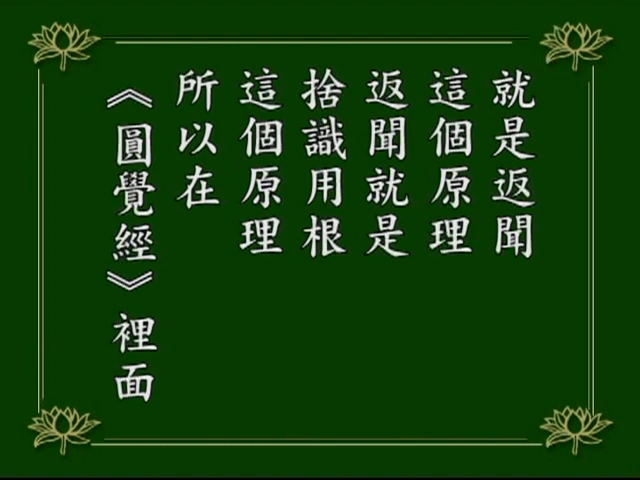 就是返聞
這個原理
返聞就是
捨識用根
這個原理
所以在
《圓覺經》裡面